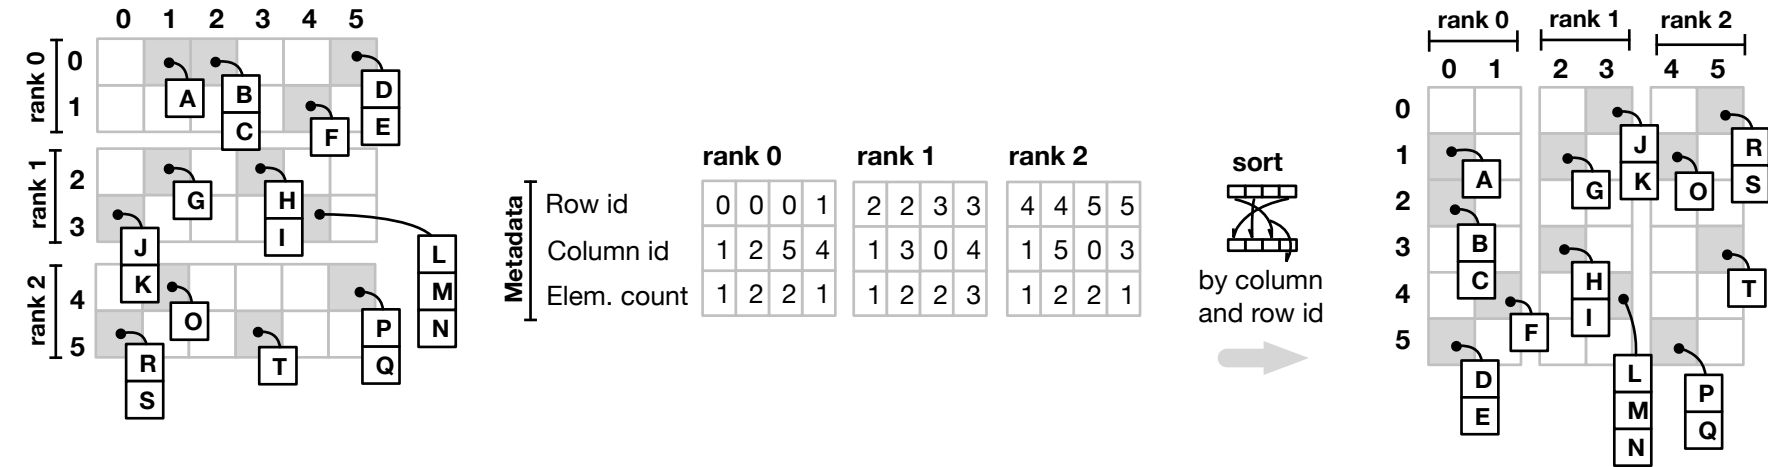 0 1 2 3 4 5
rank 0
0
A
B
D
1
C
F
E
rank 1
2
G
H
3
J
I
L
K
M
rank 2
4
O
P
N
5
R
T
Q
S
rank 0 rank 1 rank 2
Metadata
Row id 0 0 0 1 2 2 3 3 4 4 5 5
Column id 1 2 5 4 1 3 0 4 1 5 0 3
Elem. count 1 2 2 1 1 2 2 3 1 2 2 1
sort
by column
and row id
rank 0 rank 1 rank 2
0 1 2 3 4 5
0
J
R
1
A
G
K
O
S
2
B
3
C
H
T
4
F
I
5
D
L
P
E
M
Q
N